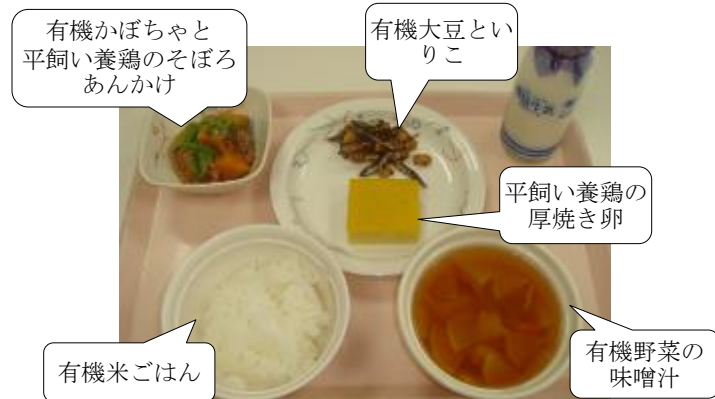 有機かぼちゃと
平飼い養鶏のそぼろ
あんかけ
有機大豆とい
りこ
平飼い養鶏の
厚焼き卵
有機米ごはん
有機野菜の
味噌汁